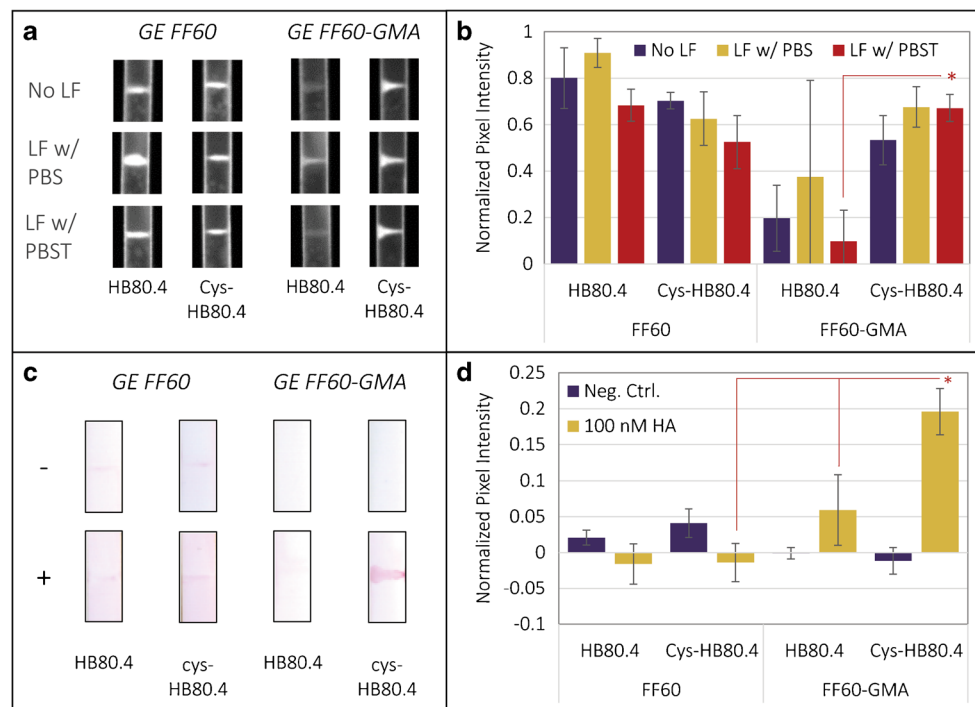 a
GE FF60 GE FF60-GMA
No LF
LF w/
PBS
LF w/
PBST
HB80.4 Cys- HB80.4 Cys-
HB80.4 HB80.4
b
Normalized Pixel Intensity
No LF LF w/ PBS LF w/ PBST
*
1
0.8
0.6
0.4
0.2
0
HB80.4 Cys-HB80.4 HB80.4 Cys-HB80.4
FF60 FF60-GMA
c
GE FF60 GE FF60-GMA
-
+
HB80.4 cys- HB80.4 cys-
HB80.4 HB80.4
d
Normalized Pixel Intensity
Neg. Ctrl.
100 nM HA
*
0.25
0.2
0.15
0.1
0.05
0
-0.05
-0.1
HB80.4 Cys-HB80.4 HB80.4 Cys-HB80.4
FF60 FF60-GMA